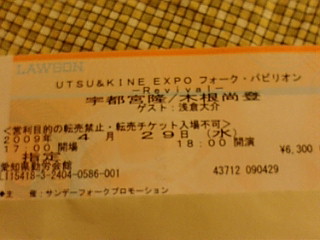 LAWSON
UTSU&KINE EXPO フォーク・パビリオン
-Revival-
宇都宮隆/木根尚登
ゲスト:浅倉大介
<営利目的の転売禁止・転売チケット入場不可>
2009年 4月 29日(水)
17:00 開場 18:00 開演
指定 ¥6,300
愛知県勤労会館
L115418-3-2404-0586-001 43712 090429
主 催:サンデーフォークプロモーション